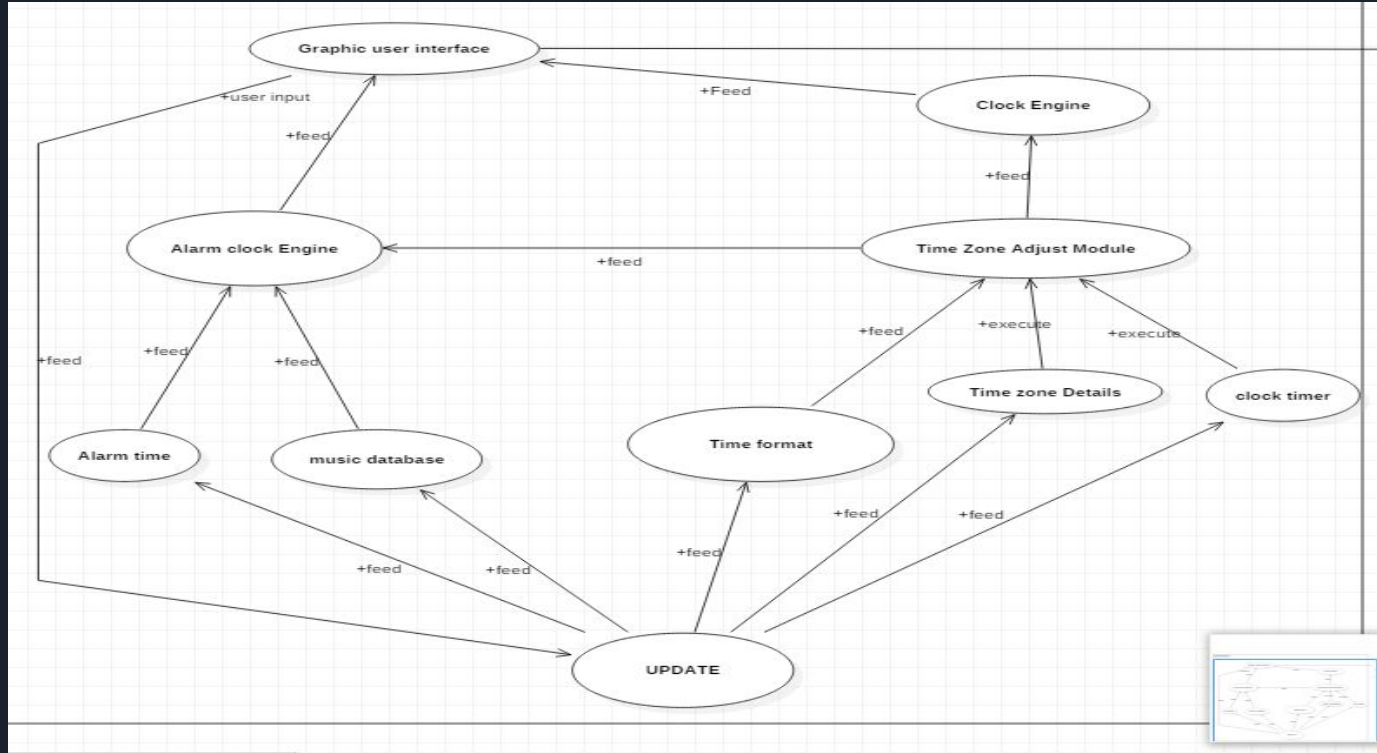 Graphic user interface
+user input
+Feed
Clock Engine
+feed
+feed
Alarm clock Engine
Time Zone Adjust Module
+feed
+feed
+feed
+feed
+feed
+execute
+execute
Time zone Details
clock timer
Alarm time
music database
Time format
+feed
+feed
+feed
+feed
+feed
UPDATE